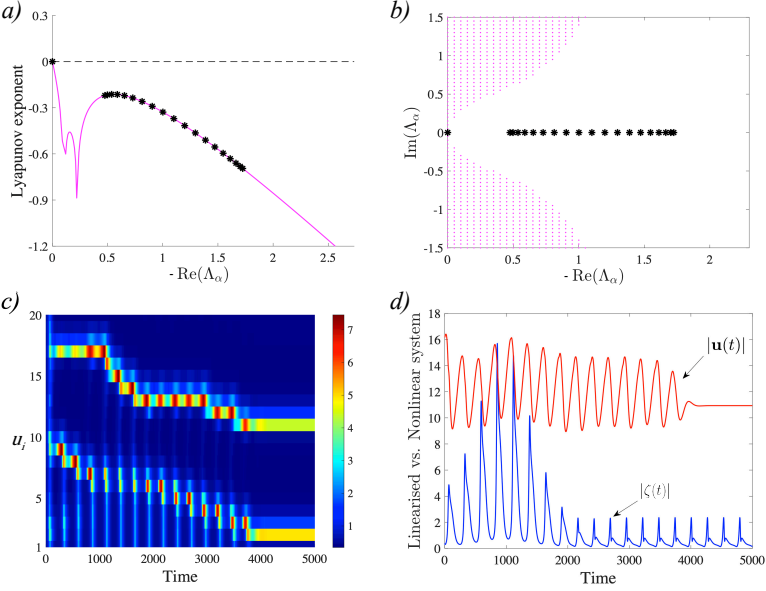 a)
0.3
0
-0.3
-0.6
-0.9
-1.2
Lyapunov exponent
0 0.5 1 1.5 2 2.5
- Re(Λα)
b)
1.5
1
0.5
0
-0.5
-1
-1.5
Im(Λα)
0 0.5 1 1.5 2
- Re(Λα)
c)
20
15
10
5
1
u_i
0 1000 2000 3000 4000 5000
Time
7
6
5
4
3
2
1
d)
18
16
14
12
10
8
6
4
2
0
Linearised vs. Nonlinear system
|u(t)|
|ζ(t)|
0 1000 2000 3000 4000 5000
Time